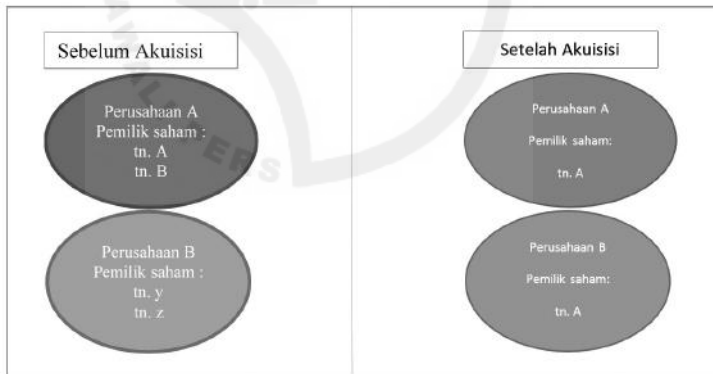 Sebelum Akuisisi
Perusahaan A
Pemilik saham :
tn. A
tn. B
Perusahaan B
Pemilik saham :
tn. y
tn. z
Setelah Akuisisi
Perusahaan A
Pemilik saham:
tn. A
Perusahaan B
Pemilik saham:
tn. A